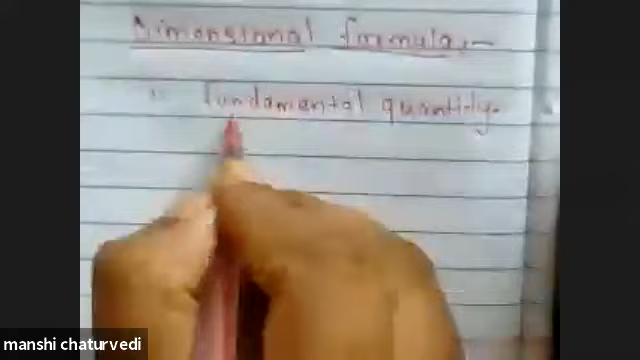 Dimensional formula:-
" fundamental quantity-
manshi chaturvedi